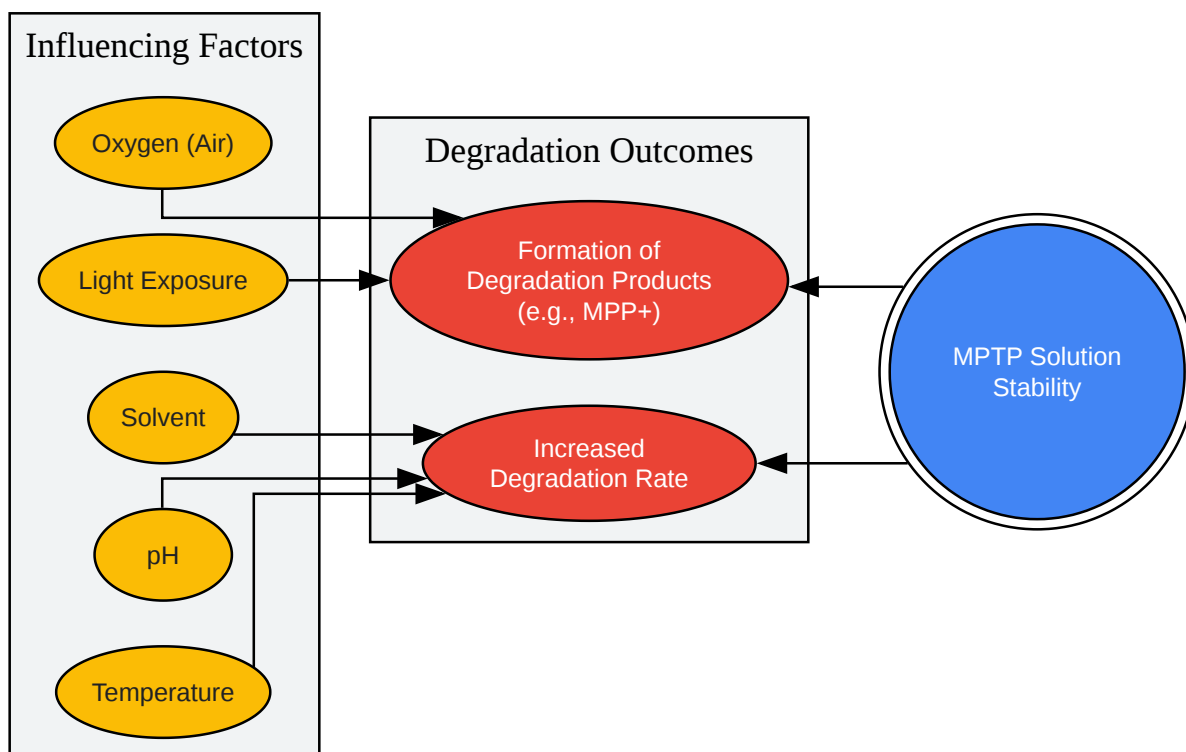 Influencing Factors
Oxygen (Air)
Light Exposure
Solvent
pH
Temperature
Degradation Outcomes
Formation of
Degradation Products
(e.g., MPP+)
Increased
Degradation Rate
MPTP Solution
Stability